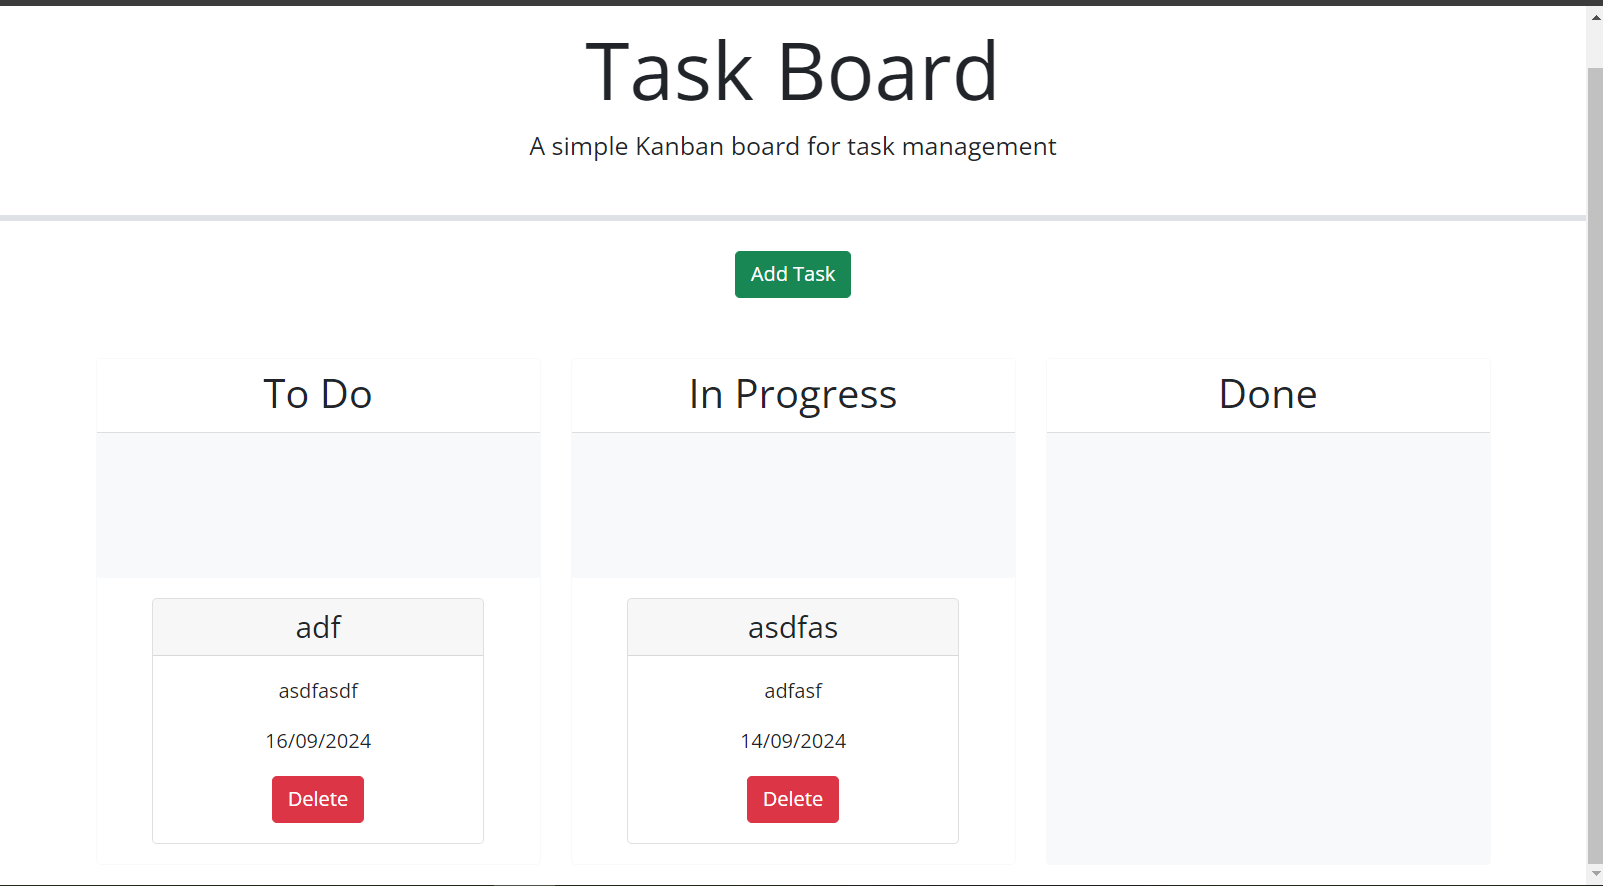 Task Board
A simple Kanban board for task management
Add Task
To Do
adf
asdfasdf
16/09/2024
Delete
In Progress
asdfas
adfasf
14/09/2024
Delete
Done